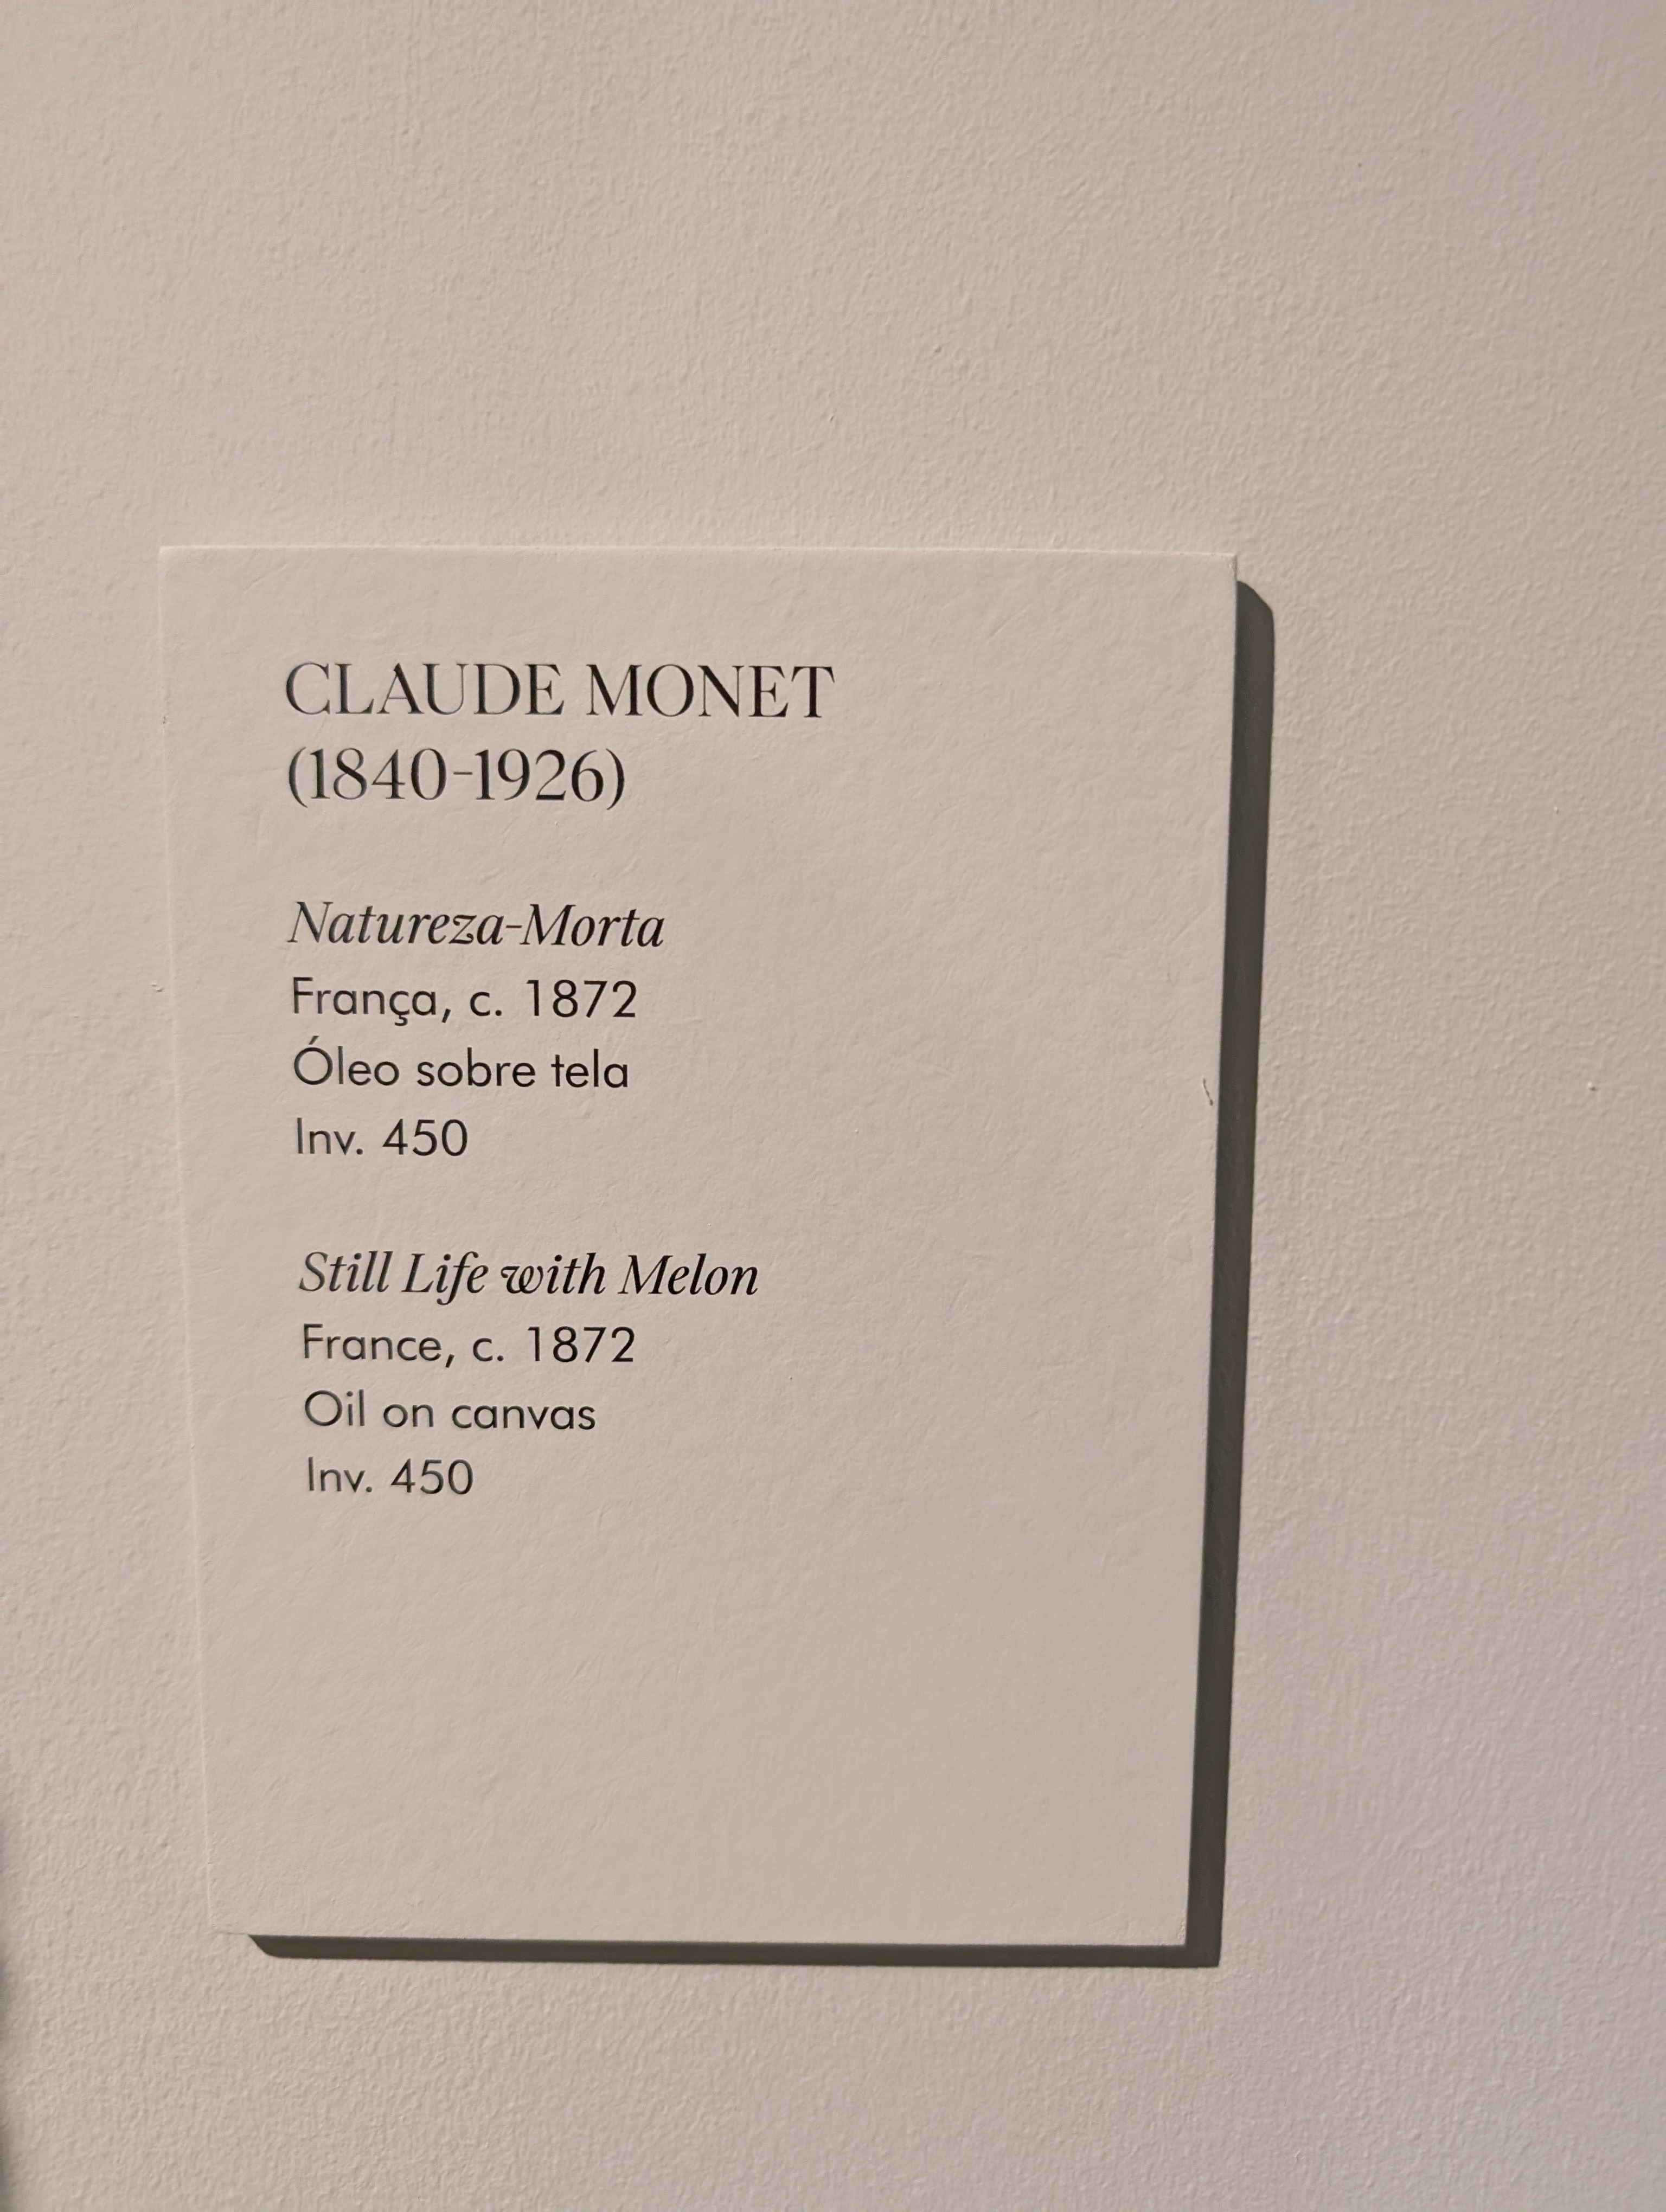 CLAUDE MONET
(1840-1926)
Natureza-Morta
França, c. 1872
Óleo sobre tela
Inv. 450
Still Life with Melon
France, c. 1872
Oil on canvas
Inv. 450